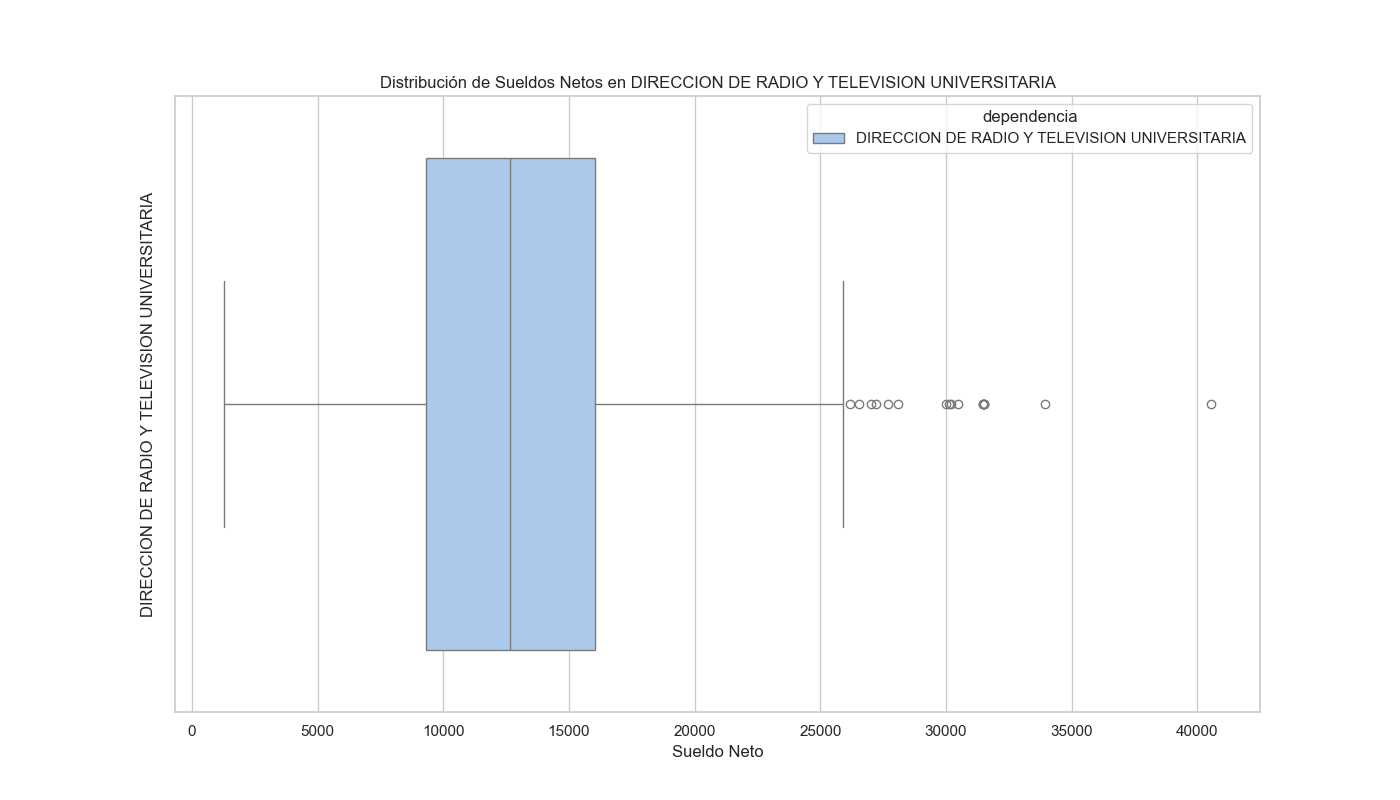 Distribución de Sueldos Netos en DIRECCION DE RADIO Y TELEVISION UNIVERSITARIA
dependencia
DIRECCION DE RADIO Y TELEVISION UNIVERSITARIA
DIRECCION DE RADIO Y TELEVISION UNIVERSITARIA
0 5000 10000 15000 20000 25000 30000 35000 40000
Sueldo Neto